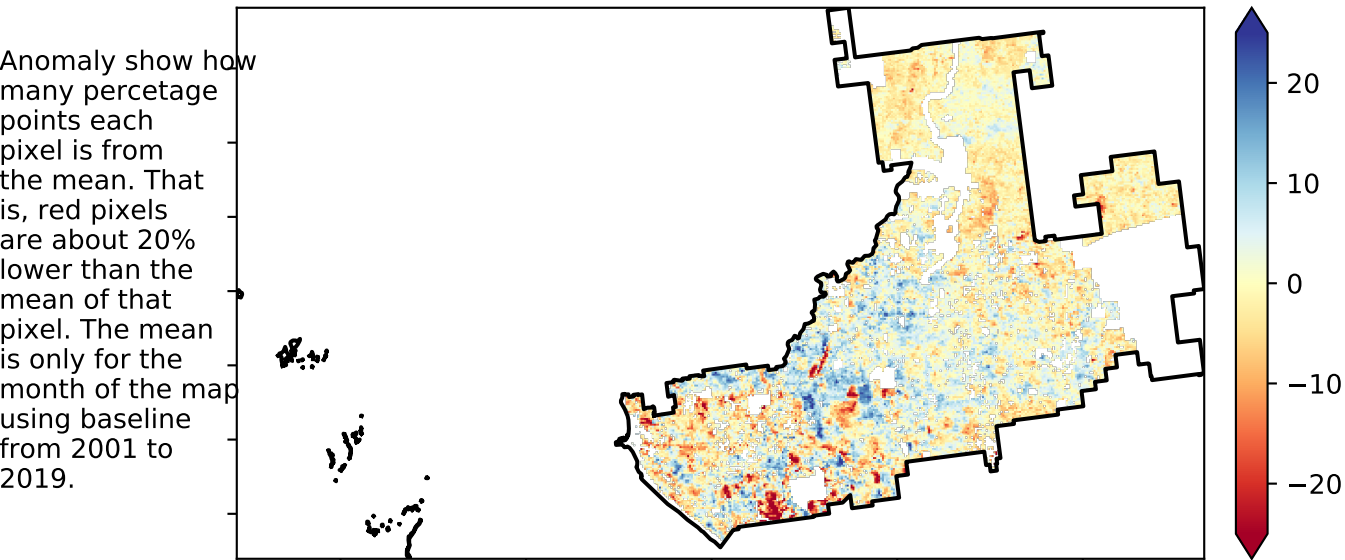 Anomaly show how
many percetage
points each
pixel is from
the mean. That
is, red pixels
are about 20%
lower than the
mean of that
pixel. The mean
is only for the
month of the map
using baseline
from 2001 to
2019.
20
10
0
−10
−20